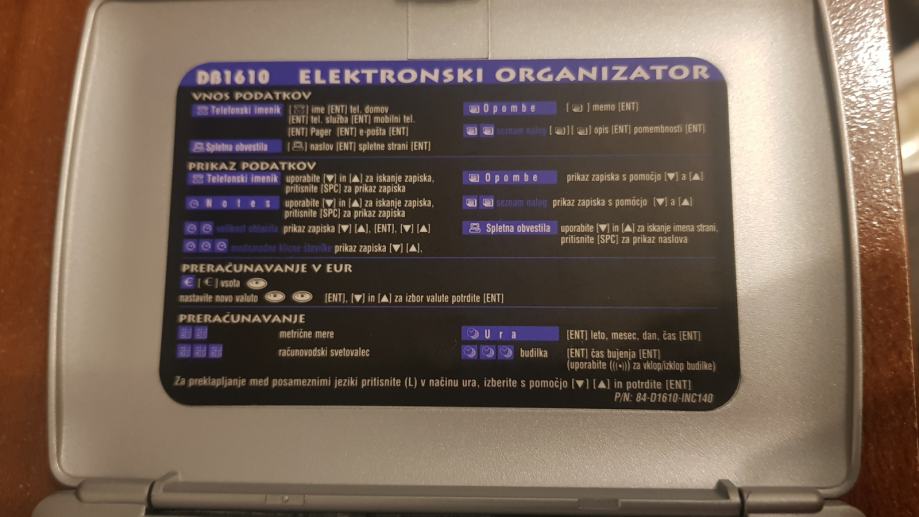 DB1610 ELEKTRONSKI ORGANIZATOR
VNOS PODATKOV
Telefonski imenik [ ] ime [ENT] tel. domov
[ENT] tel. služba [ENT] mobilni tel.
[ENT] Pager [ENT] e-pošta [ENT]
Spletna obvestila [ ] naslov [ENT] spletne strani [ENT]
Opombe [ ] memo [ENT]
seznam nalog [ ] [ ] opis [ENT] pomembnosti [ENT]
PRIKAZ PODATKOV
Telefonski imenik uporabite [▼] in [▲] za iskanje zapiska,
pritisnite [SPC] za prikaz zapiska
Notes uporabite [▼] in [▲] za iskanje zapiska,
pritisnite [SPC] za prikaz zapiska
velikost oblačila prikaz zapiska [▼] [▲], [ENT], [▼] [▲]
mednarodne klicne številke prikaz zapiska [▼] [▲],
Opombe prikaz zapiska s pomočjo [▼] a [▲]
seznam nalog prikaz zapiska s pomočjo [▼] a [▲]
Spletna obvestila uporabite [▼] in [▲] za iskanje imena strani,
pritisnite [SPC] za prikaz naslova
PRERAČUNAVANJE V EUR
€ [€] vsota
nastavite novo valuto [ENT], [▼] in [▲] za izbor valute potrdite [ENT]
PRERAČUNAVANJE
metrične mere
računovodski svetovalec
Ura [ENT] leto, mesec, dan, čas [ENT]
budilka [ENT] čas bujenja [ENT]
(uporabite ((•)) za vklop/izklop budilke)
Za preklapljanje med posameznimi jeziki pritisnite (L) v načinu ura, izberite s pomočjo [▼] [▲] in potrdite [ENT]
P/N: 84-D1610-INC140